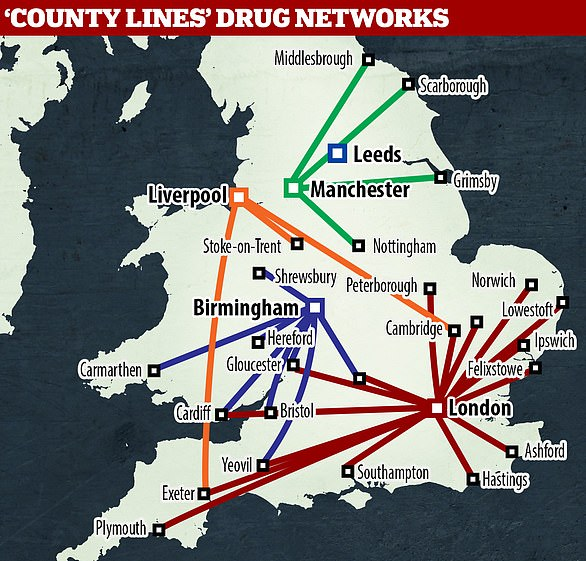 ‘COUNTY LINES’ DRUG NETWORKS
Middlesbrough
Scarborough
Leeds
Grimsby
Manchester
Liverpool
Stoke-on-Trent
Nottingham
Shrewsbury
Peterborough
Norwich
Lowestoft
Birmingham
Cambridge
Hereford
Ipswich
Gloucester
Carmarthen
Felixstowe
Cardiff
Bristol
London
Ashford
Yeovil
Southampton
Hastings
Exeter
Plymouth